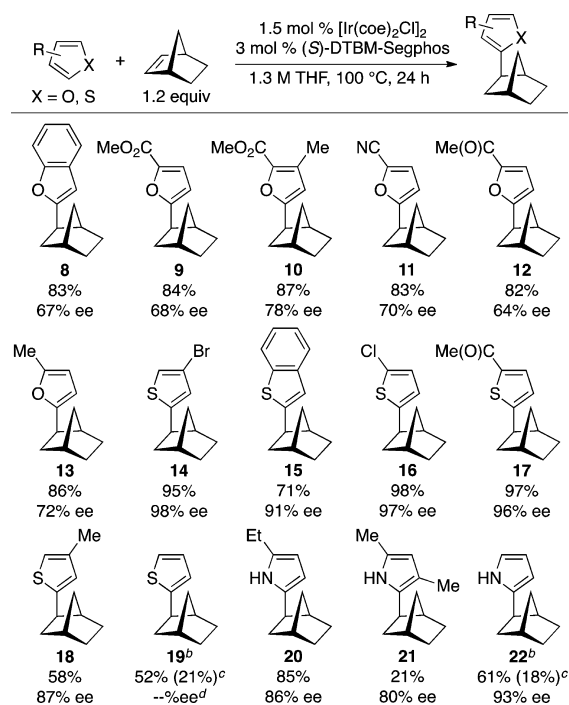 R
X
X = O, S
+
1.2 equiv
1.5 mol % [Ir(coe)2Cl]2
3 mol % (S)-DTBM-Segphos
1.3 M THF, 100 °C, 24 h
R
X
O
8
83%
67% ee
MeO2C
O
9
84%
68% ee
MeO2C
Me
O
10
87%
78% ee
NC
O
11
83%
70% ee
Me(O)C
O
12
82%
64% ee
Me
O
13
86%
72% ee
Br
S
14
95%
98% ee
S
15
71%
91% ee
Cl
S
16
98%
97% ee
Me(O)C
S
17
97%
96% ee
Me
S
18
58%
87% ee
S
19b
52% (21%)c
--%eed
Et
HN
20
85%
86% ee
Me
HN
Me
21
21%
80% ee
HN
22b
61% (18%)c
93% ee